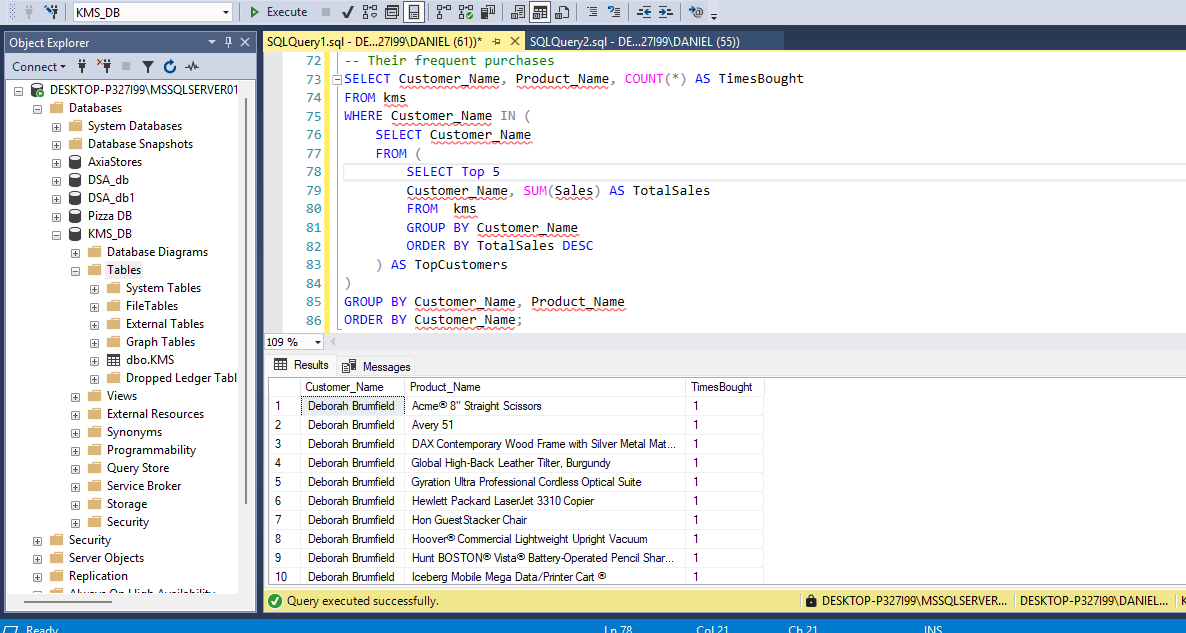 KMS_DB
Execute
Object Explorer
Connect
DESKTOP-P327I99\MSSQLSERVER01
Databases
System Databases
Database Snapshots
AxiaStores
DSA_db
DSA_db1
Pizza DB
KMS_DB
Database Diagrams
Tables
System Tables
FileTables
External Tables
Graph Tables
dbo.KMS
Dropped Ledger Tabl
Views
External Resources
Synonyms
Programmability
Query Store
Service Broker
Storage
Security
Security
Server Objects
Replication
Always On High Availability
SQLQuery1.sql - DE...27I99\DANIEL (61))*
SQLQuery2.sql - DE...27I99\DANIEL (55))
72 -- Their frequent purchases
73 SELECT Customer_Name, Product_Name, COUNT(*) AS TimesBought
74 FROM kms
75 WHERE Customer_Name IN (
76 SELECT Customer_Name
77 FROM (
78 SELECT Top 5
79 Customer_Name, SUM(Sales) AS TotalSales
80 FROM kms
81 GROUP BY Customer_Name
82 ORDER BY TotalSales DESC
83 ) AS TopCustomers
84 )
85 GROUP BY Customer_Name, Product_Name
86 ORDER BY Customer_Name;
109 %
Results Messages
Customer_Name Product_Name TimesBought
1 Deborah Brumfield Acme® 8" Straight Scissors 1
2 Deborah Brumfield Avery 51 1
3 Deborah Brumfield DAX Contemporary Wood Frame with Silver Metal Mat... 1
4 Deborah Brumfield Global High-Back Leather Tilter, Burgundy 1
5 Deborah Brumfield Gyration Ultra Professional Cordless Optical Suite 1
6 Deborah Brumfield Hewlett Packard LaserJet 3310 Copier 1
7 Deborah Brumfield Hon GuestStacker Chair 1
8 Deborah Brumfield Hoover® Commercial Lightweight Upright Vacuum 1
9 Deborah Brumfield Hunt BOSTON® Vista® Battery-Operated Pencil Shar... 1
10 Deborah Brumfield Iceberg Mobile Mega Data/Printer Cart ® 1
Query executed successfully.
DESKTOP-P327I99\MSSQLSERVER... DESKTOP-P327I99\DANIEL... K
Ready
Ln 78 Col 21 Ch 21 INS